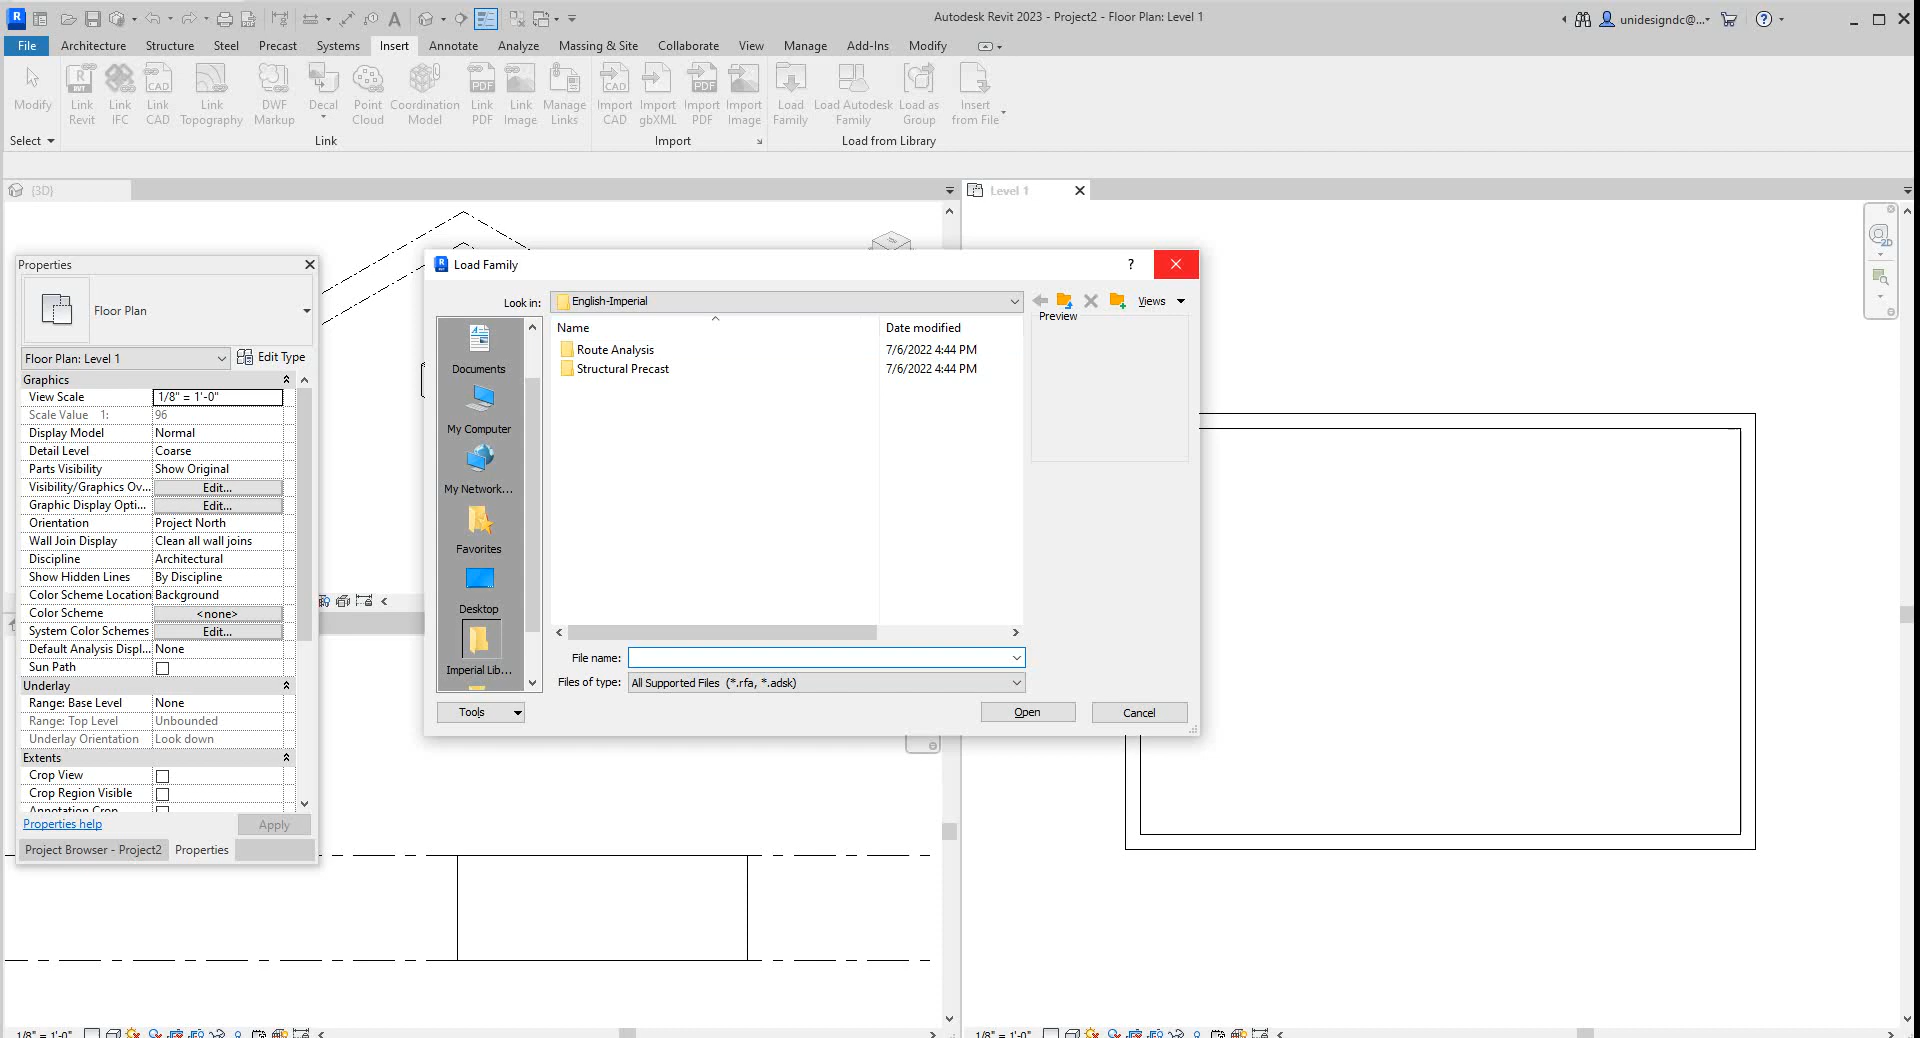 Autodesk Revit 2023 - Project2 - Floor Plan: Level 1
unidesigndc@...
File Architecture Structure Steel Precast Systems Insert Annotate Analyze Massing & Site Collaborate View Manage Add-Ins Modify
Modify
Link Revit
Link IFC
Link CAD
Link Topography
DWF Markup
Decal
Point Cloud
Coordination Model
Link PDF
Link Image
Manage Links
Import CAD
Import gbXML
Import PDF
Import Image
Load Family
Load Autodesk Family
Load as Group
Insert from File
Select
Link
Import
Load from Library
{3D}
Level 1
Properties
Floor Plan
Floor Plan: Level 1
Edit Type
Graphics
View Scale 1/8" = 1'-0"
Scale Value 1: 96
Display Model Normal
Detail Level Coarse
Parts Visibility Show Original
Visibility/Graphics Ov... Edit...
Graphic Display Opti... Edit...
Orientation Project North
Wall Join Display Clean all wall joins
Discipline Architectural
Show Hidden Lines By Discipline
Color Scheme Location Background
Color Scheme <none>
System Color Schemes Edit...
Default Analysis Displ... None
Sun Path
Underlay
Range: Base Level None
Range: Top Level Unbounded
Underlay Orientation Look down
Extents
Crop View
Crop Region Visible
Annotation Crop
Properties help
Apply
Project Browser - Project2
Properties
Load Family
?
Look in: English-Imperial
Views
Preview
Documents
My Computer
My Network...
Favorites
Desktop
Imperial Lib...
Name Date modified
Route Analysis 7/6/2022 4:44 PM
Structural Precast 7/6/2022 4:44 PM
File name:
Files of type: All Supported Files (*.rfa, *.adsk)
Tools
Open
Cancel
2D
1/8" = 1'-0"
1/8" = 1'-0"